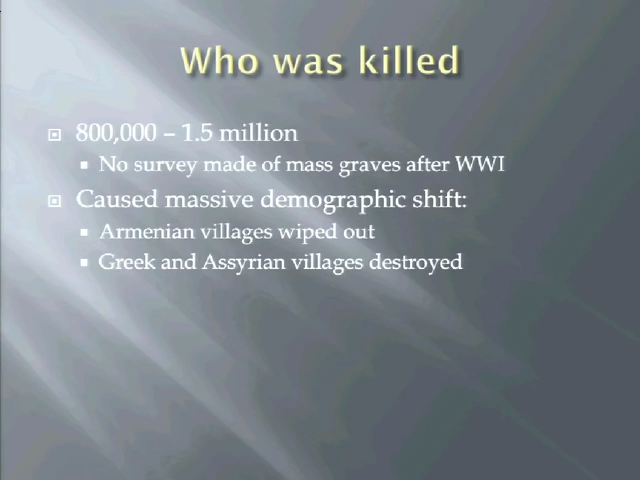 Who was killed
800,000 – 1.5 million
No survey made of mass graves after WWI
Caused massive demographic shift:
Armenian villages wiped out
Greek and Assyrian villages destroyed